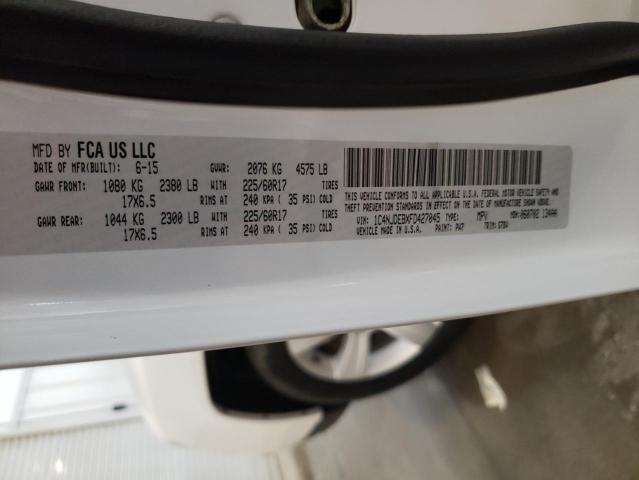 MFD BY FCA US LLC
DATE OF MFR(BUILT): 6-15 GVWR: 2076 KG 4575 LB
GAWR FRONT: 1080 KG 2380 LB WITH 225/60R17 TIRES
17X6.5 RIMS AT 240 KPA ( 35 PSI) COLD
GAWR REAR: 1044 KG 2300 LB WITH 225/60R17 TIRES
17X6.5 RIMS AT 240 KPA ( 35 PSI) COLD
THIS VEHICLE CONFORMS TO ALL APPLICABLE U.S.A. FEDERAL MOTOR VEHICLE SAFETY AND
THEFT PREVENTION STANDARDS IN EFFECT ON THE DATE OF MANUFACTURE SHOWN ABOVE.
VIN: 1C4NJDEBXFD427045 TYPE: MPV MDH: 060702 134AAA
VEHICLE MADE IN U.S.A. PAINT: PW7 TRIM: